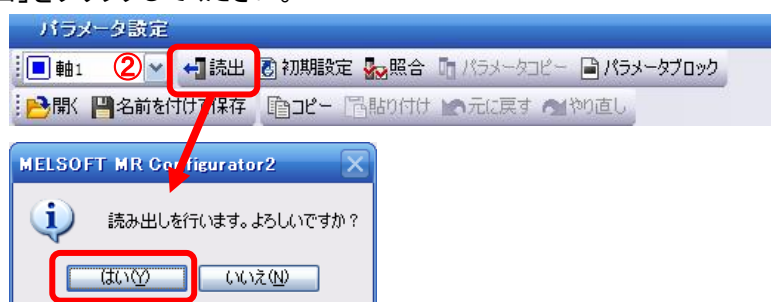 パラメータ設定
軸1 ② 読出 初期設定 照合 パラメータコピー パラメータブロック
開く 名前を付けて保存 コピー 貼り付け 元に戻す やり直し
MELSOFT MR Configurator2
読み出しを行います。よろしいですか？
はい(Y) いいえ(N)